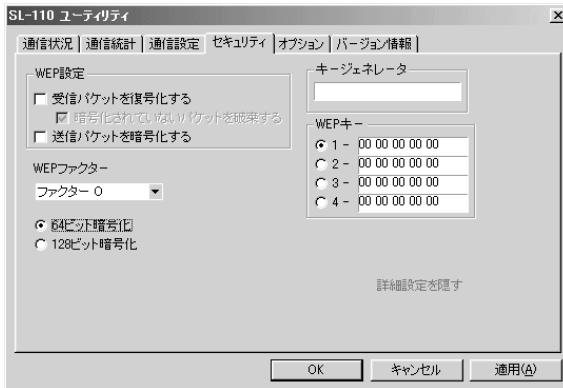 SL-110 ユーティリティ
通信状況 通信統計 通信設定 セキュリティ オプション バージョン情報
WEP設定
受信パケットを復号化する
暗号化されていないパケットを破棄する
送信パケットを暗号化する
WEPファクター
ファクター 0
64ビット暗号化
128ビット暗号化
キージェネレータ
WEPキー
1 - 00 00 00 00 00
2 - 00 00 00 00 00
3 - 00 00 00 00 00
4 - 00 00 00 00 00
詳細設定を隠す
OK キャンセル 適用(A)